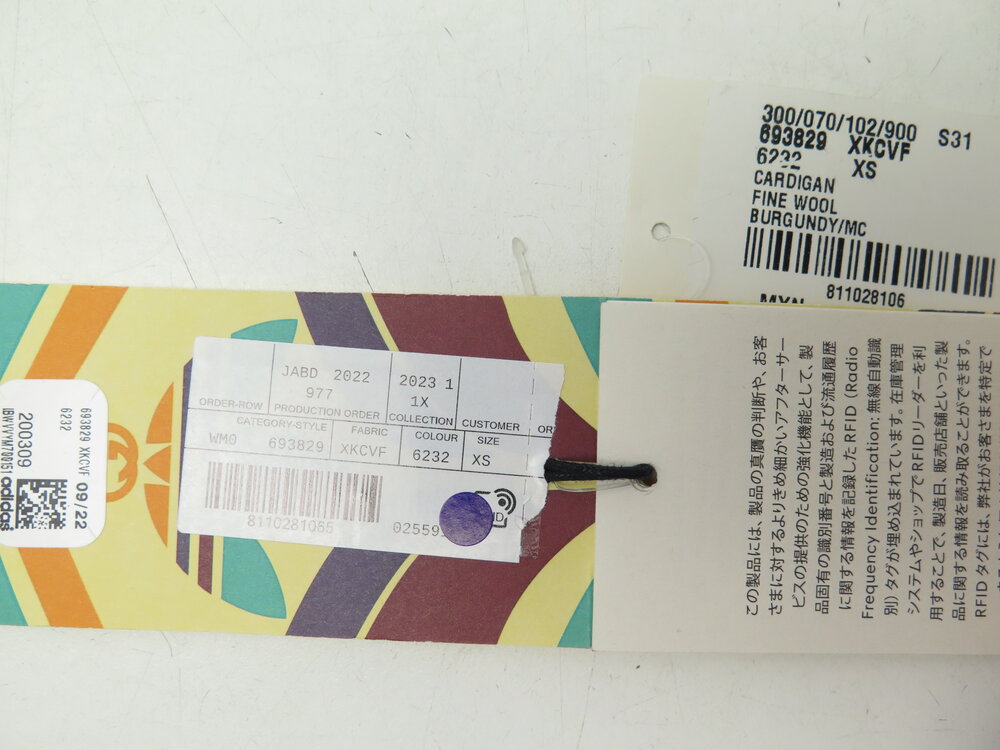 300/070/102/900 S31
693829 XKCVF
6232 XS
CARDIGAN
FINE WOOL
BURGUNDY/MC
811028106
JABD 2022
977
2023 1
1X
ORDER-ROW
PRODUCTION ORDER
COLLECTION
CUSTOMER
CATEGORY-STYLE
FABRIC
COLOUR
SIZE
WM0 693829
XKCVF
6232
XS
8110281065
02559
693829 XKCVF
6232
09/22
200309
adidas
この製品には、製品の真贋の判断や、お客
さまに対するよりきめ細かいアフターサー
ビスの提供のための強化機能として、製
品固有の識別番号と製造および流通履歴
に関する情報を記録した RFID（Radio
Frequency Identification: 無線自動識
別）タグが埋め込まれています。在庫管理
システムやショップで RFID リーダーを利
用することで、製造日、販売店舗といった製
品に関する情報を読み取ることができます。
RFID タグには、弊社がお客さまを特定で